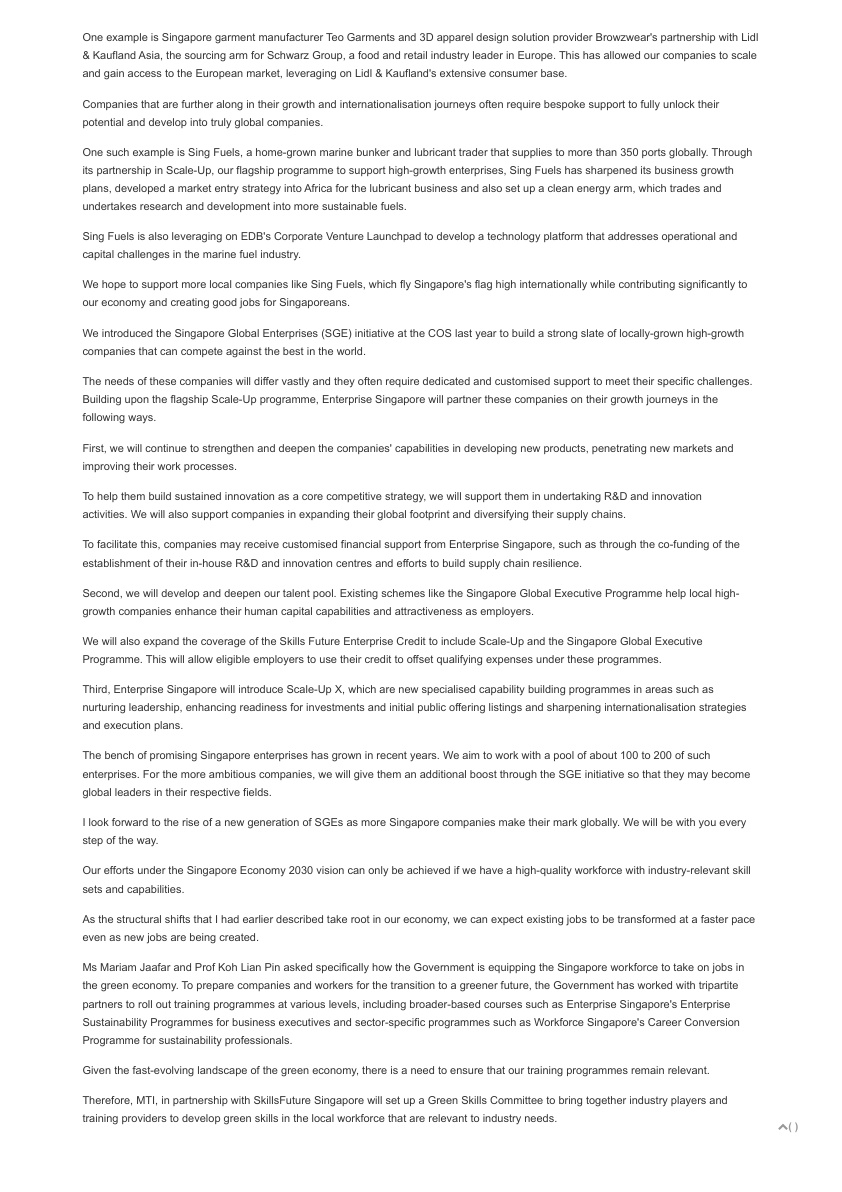 One example is Singapore garment manufacturer Teo Garments and 3D apparel design solution provider Browzwear's partnership with Lidl
& Kaufland Asia, the sourcing arm for Schwarz Group, a food and retail industry leader in Europe. This has allowed our companies to scale
and gain access to the European market, leveraging on Lidl & Kaufland's extensive consumer base.
Companies that are further along in their growth and internationalisation journeys often require bespoke support to fully unlock their
potential and develop into truly global companies.
One such example is Sing Fuels, a home-grown marine bunker and lubricant trader that supplies to more than 350 ports globally. Through
its partnership in Scale-Up, our flagship programme to support high-growth enterprises, Sing Fuels has sharpened its business growth
plans, developed a market entry strategy into Africa for the lubricant business and also set up a clean energy arm, which trades and
undertakes research and development into more sustainable fuels.
Sing Fuels is also leveraging on EDB's Corporate Venture Launchpad to develop a technology platform that addresses operational and
capital challenges in the marine fuel industry.
We hope to support more local companies like Sing Fuels, which fly Singapore's flag high internationally while contributing significantly to
our economy and creating good jobs for Singaporeans.
We introduced the Singapore Global Enterprises (SGE) initiative at the COS last year to build a strong slate of locally-grown high-growth
companies that can compete against the best in the world.
The needs of these companies will differ vastly and they often require dedicated and customised support to meet their specific challenges.
Building upon the flagship Scale-Up programme, Enterprise Singapore will partner these companies on their growth journeys in the
following ways.
First, we will continue to strengthen and deepen the companies' capabilities in developing new products, penetrating new markets and
improving their work processes.
To help them build sustained innovation as a core competitive strategy, we will support them in undertaking R&D and innovation
activities. We will also support companies in expanding their global footprint and diversifying their supply chains.
To facilitate this, companies may receive customised financial support from Enterprise Singapore, such as through the co-funding of the
establishment of their in-house R&D and innovation centres and efforts to build supply chain resilience.
Second, we will develop and deepen our talent pool. Existing schemes like the Singapore Global Executive Programme help local high-
growth companies enhance their human capital capabilities and attractiveness as employers.
We will also expand the coverage of the Skills Future Enterprise Credit to include Scale-Up and the Singapore Global Executive
Programme. This will allow eligible employers to use their credit to offset qualifying expenses under these programmes.
Third, Enterprise Singapore will introduce Scale-Up X, which are new specialised capability building programmes in areas such as
nurturing leadership, enhancing readiness for investments and initial public offering listings and sharpening internationalisation strategies
and execution plans.
The bench of promising Singapore enterprises has grown in recent years. We aim to work with a pool of about 100 to 200 of such
enterprises. For the more ambitious companies, we will give them an additional boost through the SGE initiative so that they may become
global leaders in their respective fields.
I look forward to the rise of a new generation of SGEs as more Singapore companies make their mark globally. We will be with you every
step of the way.
Our efforts under the Singapore Economy 2030 vision can only be achieved if we have a high-quality workforce with industry-relevant skill
sets and capabilities.
As the structural shifts that I had earlier described take root in our economy, we can expect existing jobs to be transformed at a faster pace
even as new jobs are being created.
Ms Mariam Jaafar and Prof Koh Lian Pin asked specifically how the Government is equipping the Singapore workforce to take on jobs in
the green economy. To prepare companies and workers for the transition to a greener future, the Government has worked with tripartite
partners to roll out training programmes at various levels, including broader-based courses such as Enterprise Singapore's Enterprise
Sustainability Programmes for business executives and sector-specific programmes such as Workforce Singapore's Career Conversion
Programme for sustainability professionals.
Given the fast-evolving landscape of the green economy, there is a need to ensure that our training programmes remain relevant.
Therefore, MTI, in partnership with SkillsFuture Singapore will set up a Green Skills Committee to bring together industry players and
training providers to develop green skills in the local workforce that are relevant to industry needs.
( )